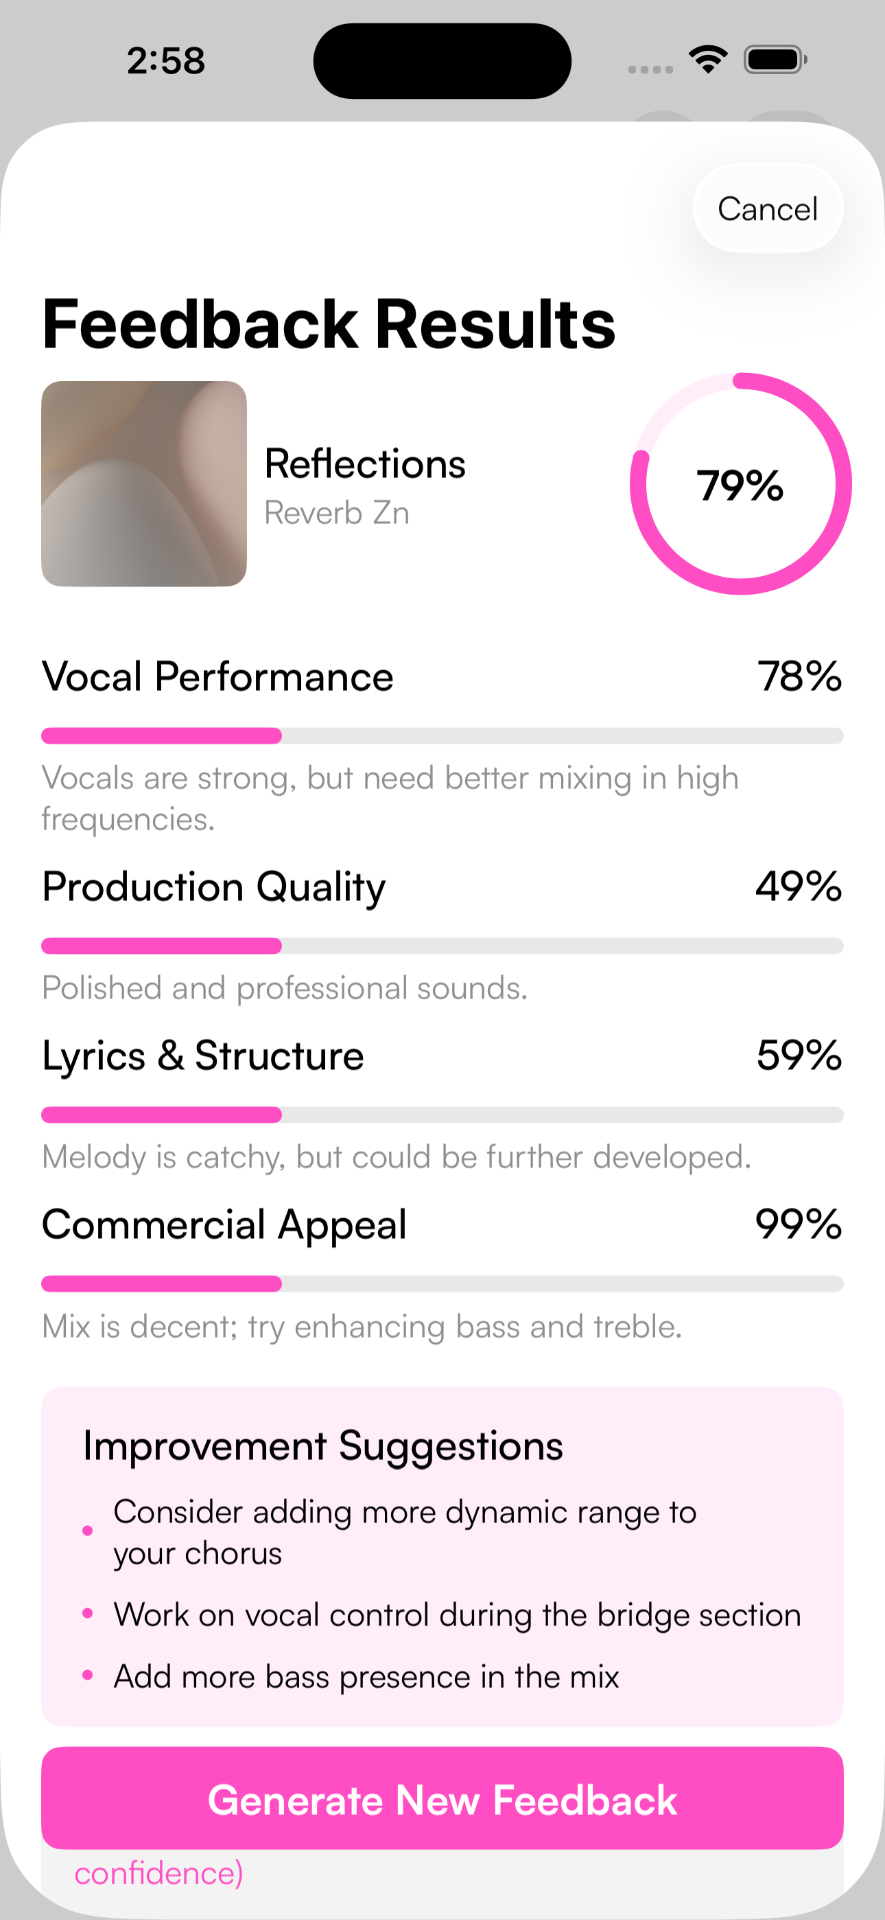 2:58
Cancel
Feedback Results
Reflections
Reverb Zn
79%
Vocal Performance 78%
Vocals are strong, but need better mixing in high
frequencies.
Production Quality 49%
Polished and professional sounds.
Lyrics & Structure 59%
Melody is catchy, but could be further developed.
Commercial Appeal 99%
Mix is decent; try enhancing bass and treble.
Improvement Suggestions
• Consider adding more dynamic range to
your chorus
• Work on vocal control during the bridge section
• Add more bass presence in the mix
Generate New Feedback
confidence)